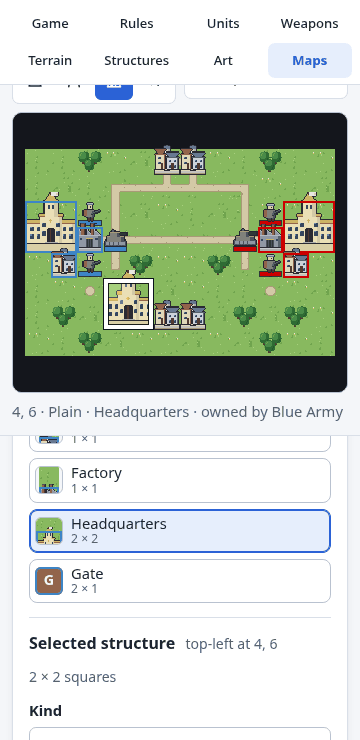 Game Rules Units Weapons
Terrain Structures Art Maps
4, 6 · Plain · Headquarters · owned by Blue Army
1 × 1
Factory
1 × 1
Headquarters
2 × 2
G
Gate
2 × 1
Selected structure top-left at 4, 6
2 × 2 squares
Kind